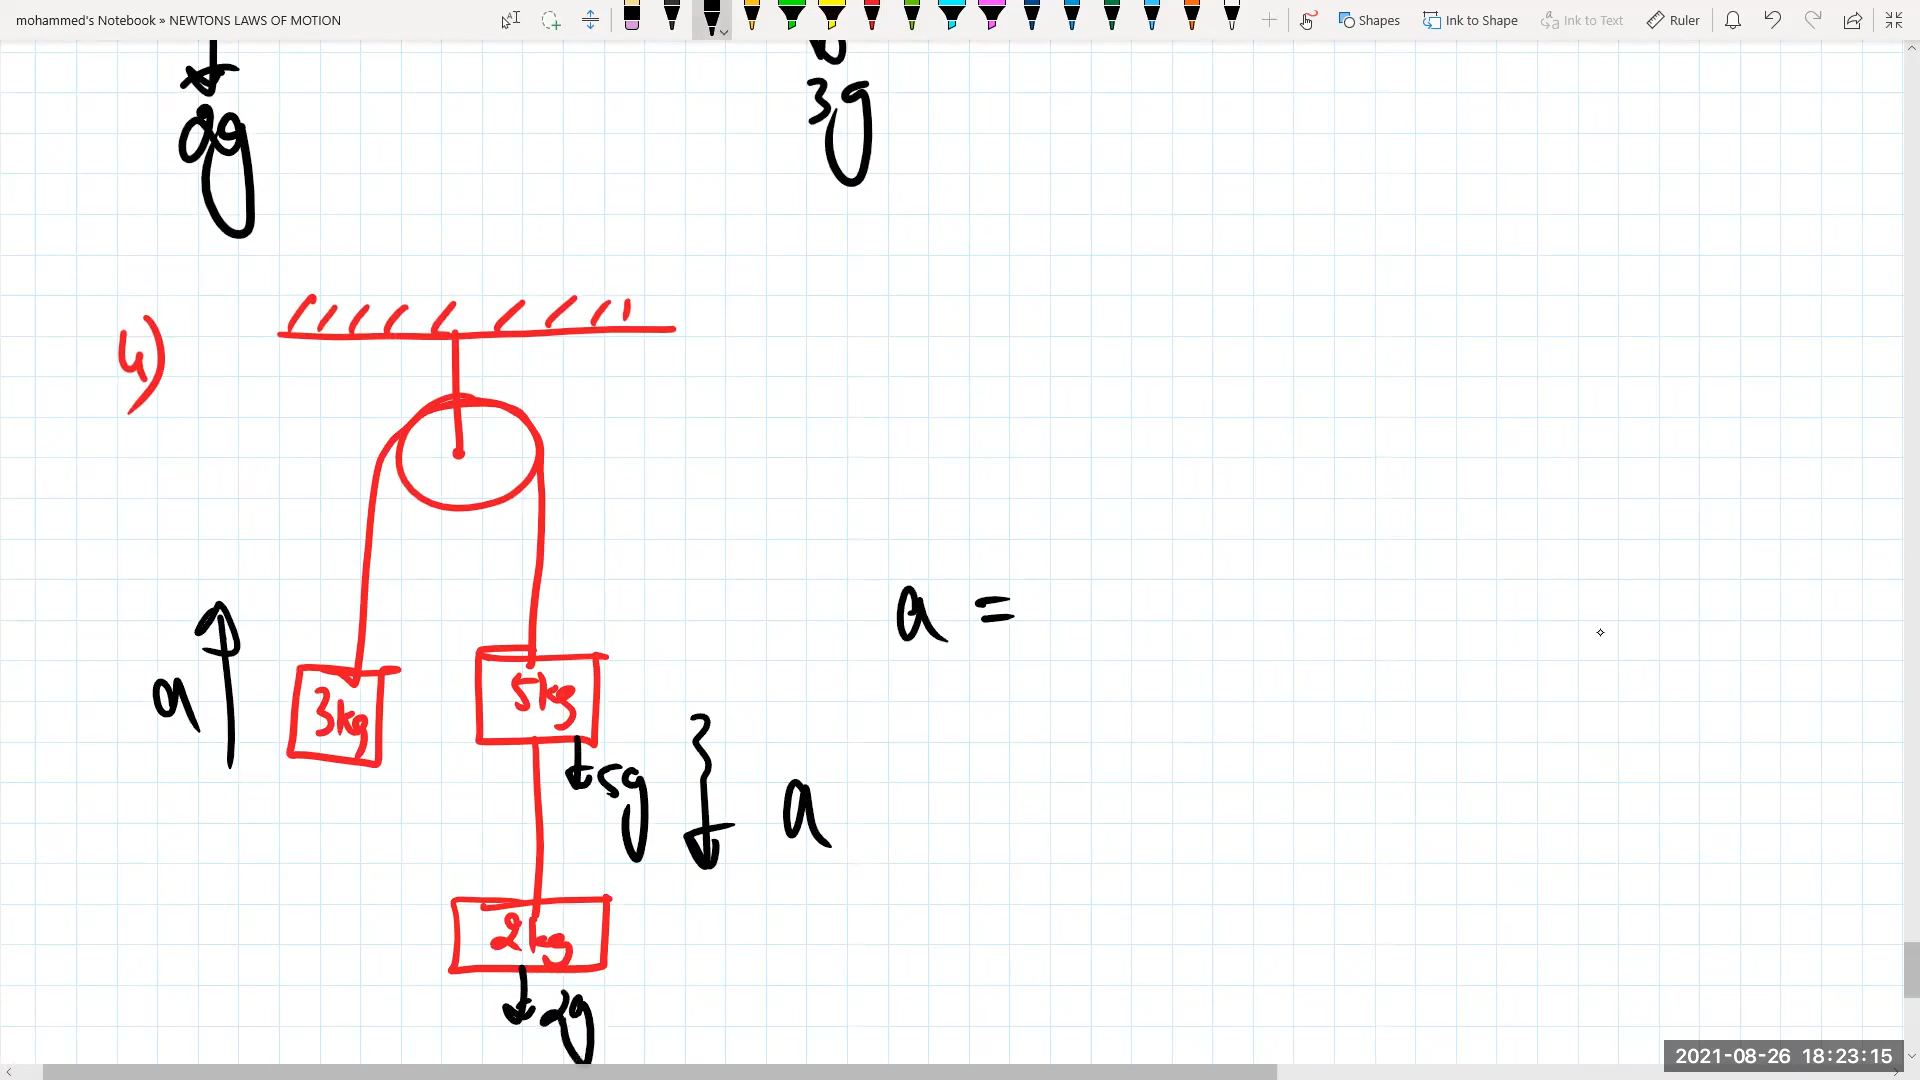 mohammed's Notebook » NEWTONS LAWS OF MOTION
Shapes
Ink to Shape
Ink to Text
Ruler
2g
3g
4)
a
3kg
5kg
5g
a
a =
2kg
2g
2021-08-26 18:23:15